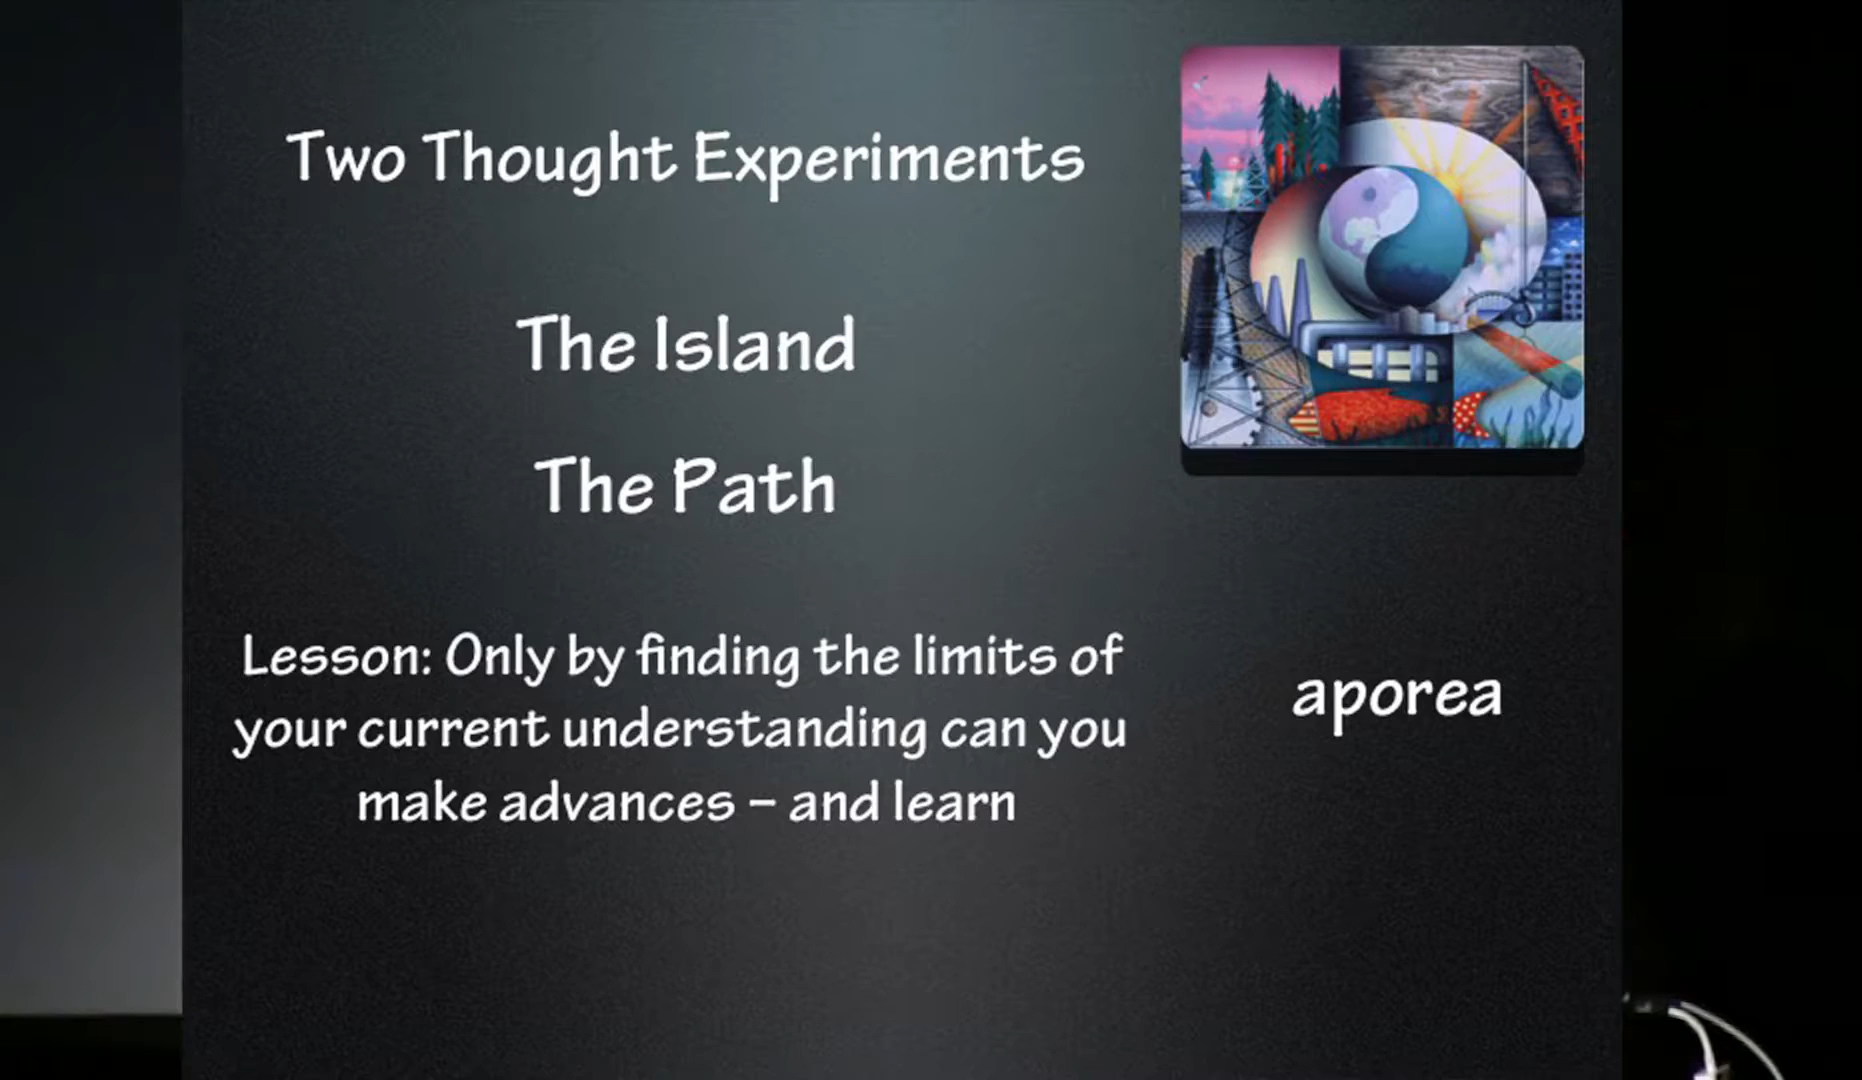 Two Thought Experiments
The Island
The Path
Lesson: Only by finding the limits of
your current understanding can you
make advances – and learn
aporea